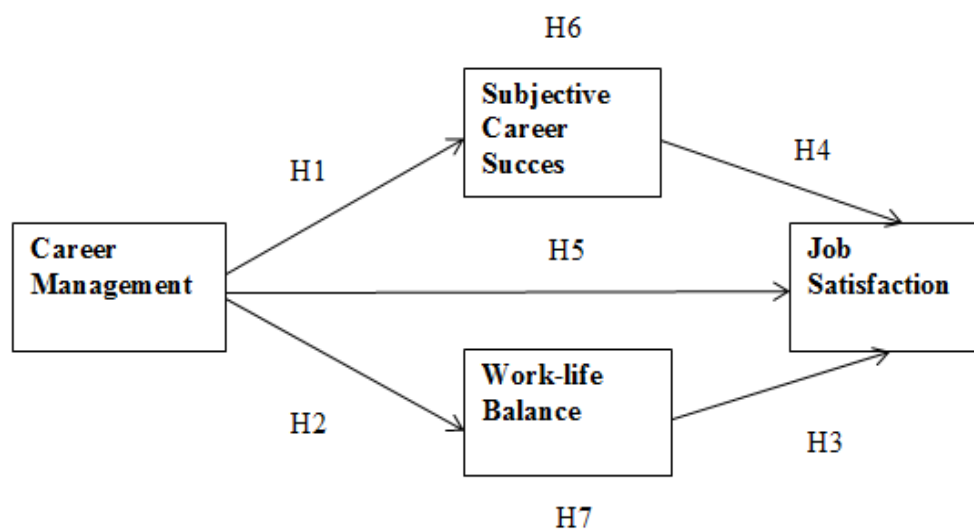 H6
Subjective
Career
Succes
H1
H4
Career
Management
H5
Job
Satisfaction
Work-life
Balance
H2
H3
H7